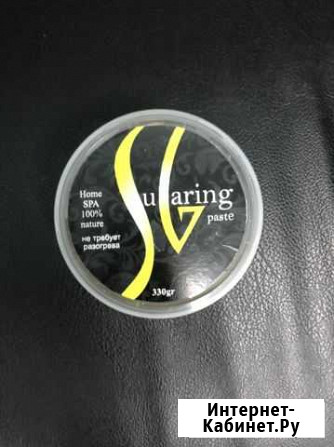 Sugaring
paste
Home
SPA
100%
nature
не требует
разогрева
330gr
Интернет-
Кабинет.Ру